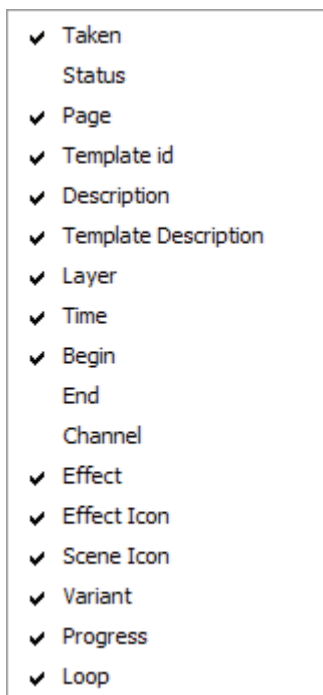 Taken
Status
Page
Template id
Description
Template Description
Layer
Time
Begin
End
Channel
Effect
Effect Icon
Scene Icon
Variant
Progress
Loop